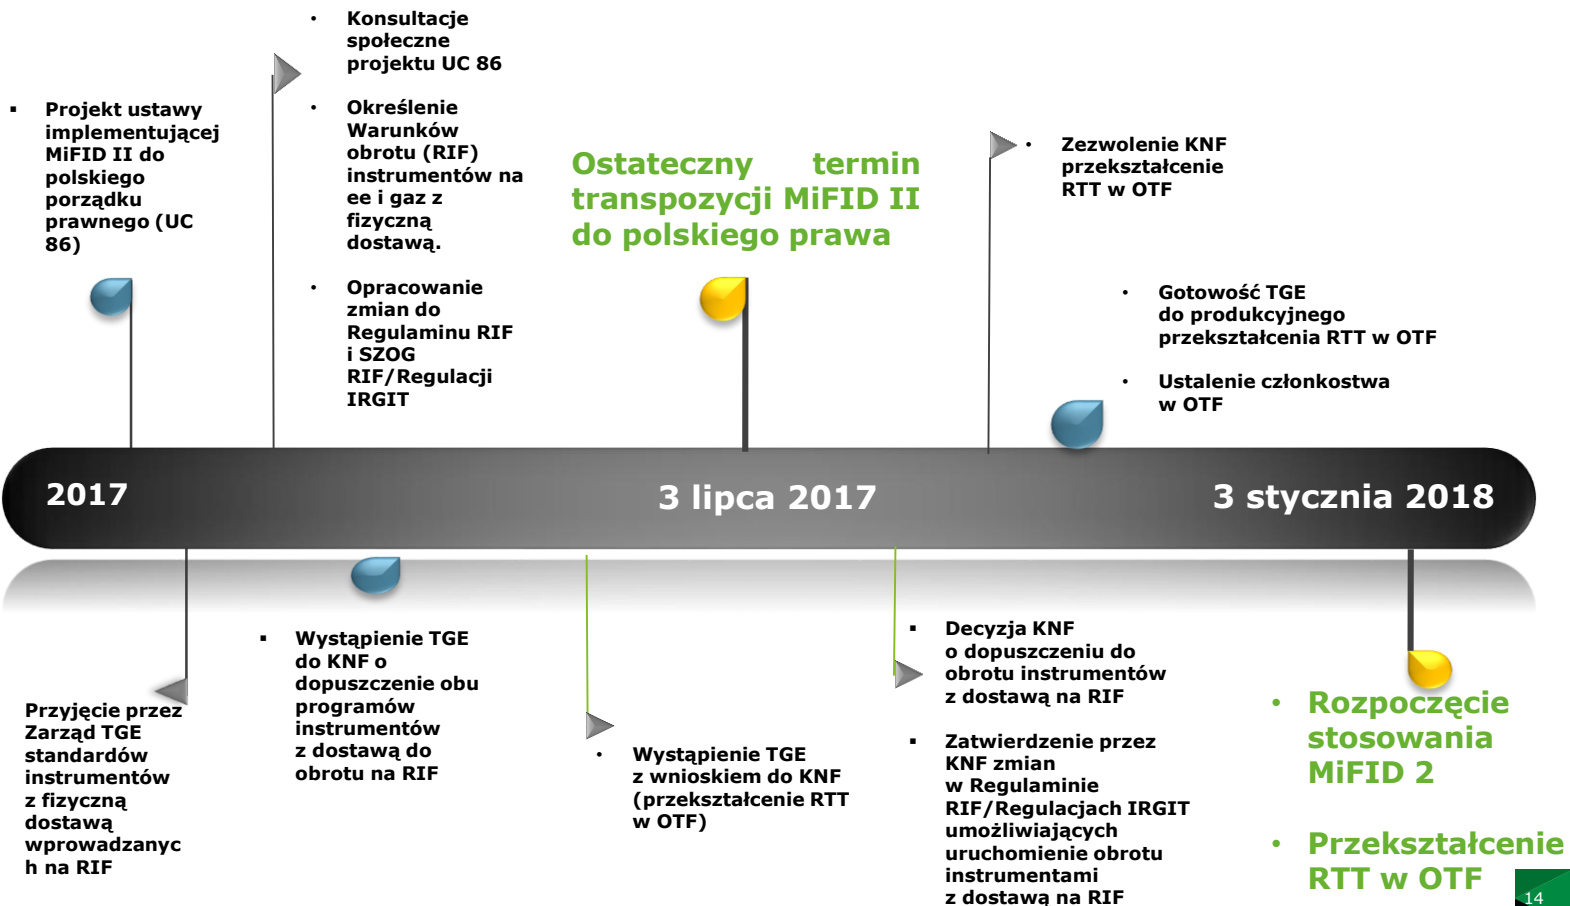 • Konsultacje
społeczne
projektu UC 86
• Określenie
Warunków
obrotu (RIF)
instrumentów na
ee i gaz z
fizyczną
dostawą.
• Opracowanie
zmian do
Regulaminu RIF
i SZOG
RIF/Regulacji
IRGIT
▪ Projekt ustawy
implementującej
MiFID II do
polskiego
porządku
prawnego (UC
86)
Ostateczny termin
transpozycji MiFID II
do polskiego prawa
• Zezwolenie KNF
przekształcenie
RTT w OTF
• Gotowość TGE
do produkcyjnego
przekształcenia RTT w OTF
• Ustalenie członkostwa
w OTF
2017
3 lipca 2017
3 stycznia 2018
Przyjęcie przez
Zarząd TGE
standardów
instrumentów
z fizyczną
dostawą
wprowadzanyc
h na RIF
▪ Wystąpienie TGE
do KNF o
dopuszczenie obu
programów
instrumentów
z dostawą do
obrotu na RIF
• Wystąpienie TGE
z wnioskiem do KNF
(przekształcenie RTT
w OTF)
▪ Decyzja KNF
o dopuszczeniu do
obrotu instrumentów
z dostawą na RIF
▪ Zatwierdzenie przez
KNF zmian
w Regulaminie
RIF/Regulacjach IRGIT
umożliwiających
uruchomienie obrotu
instrumentami
z dostawą na RIF
• Rozpoczęcie
stosowania
MiFID 2
• Przekształcenie
RTT w OTF
14